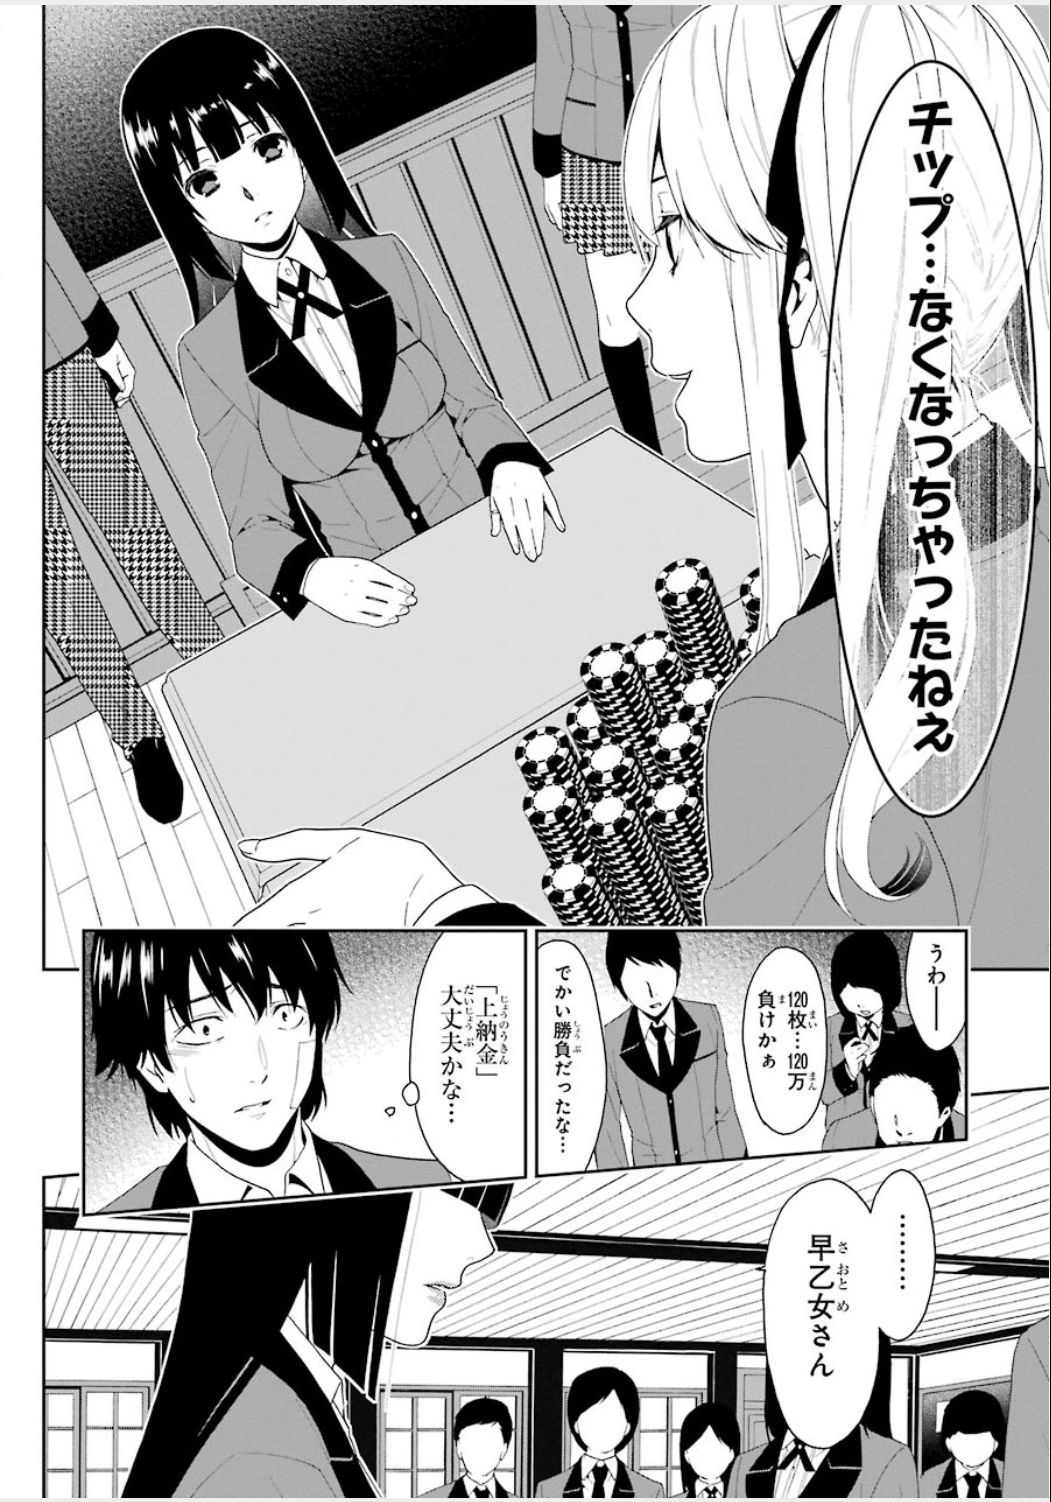 チップ…なくなっちゃったねぇ
うわ――
120枚…120万
負けかぁ
でかい勝負だったな…
「上納金」
大丈夫かな…
………
早乙女さん